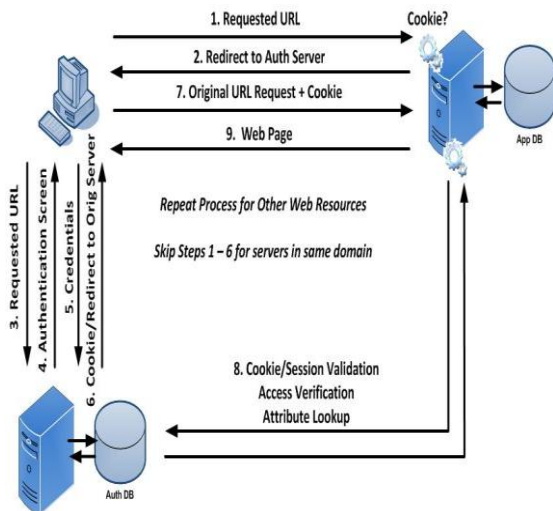 1. Requested URL
Cookie?
2. Redirect to Auth Server
7. Original URL Request + Cookie
9. Web Page
App DB
Repeat Process for Other Web Resources
Skip Steps 1 – 6 for servers in same domain
3. Requested URL
4. Authentication Screen
5. Credentials
6. Cookie/Redirect to Orig Server
8. Cookie/Session Validation
Access Verification
Attribute Lookup
Auth DB